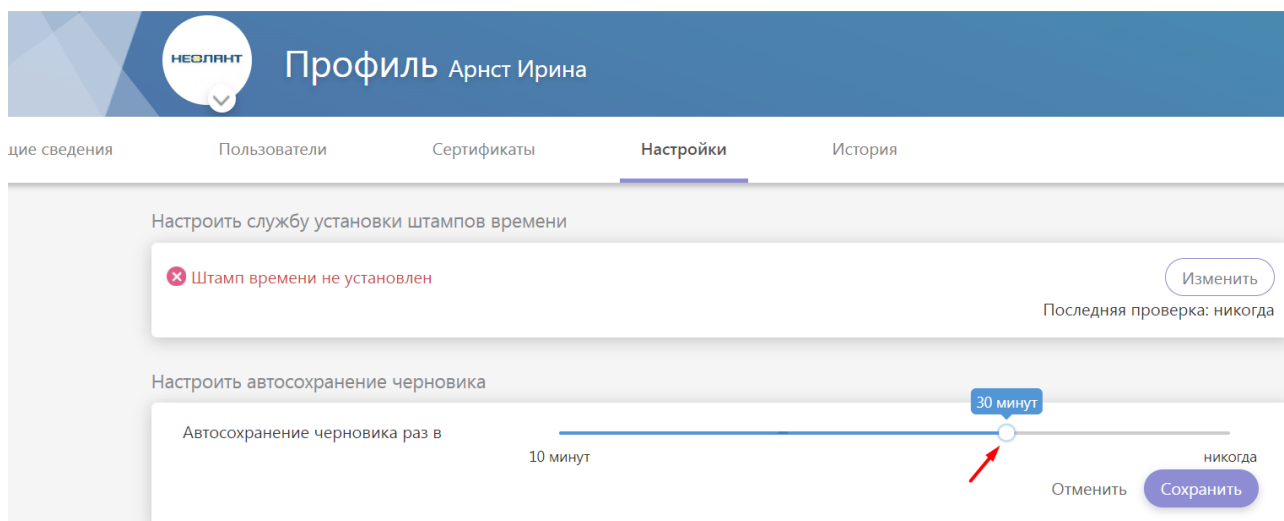 НЕОЛАНТ
Профиль Арнст Ирина
щие сведения Пользователи Сертификаты Настройки История
Настроить службу установки штампов времени
Штамп времени не установлен
Изменить
Последняя проверка: никогда
Настроить автосохранение черновика
30 минут
Автосохранение черновика раз в
10 минут никогда
Отменить Сохранить